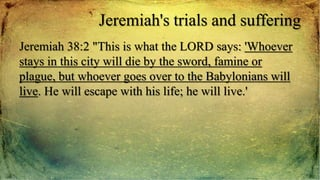 Jeremiah's trials and suffering
Jeremiah 38:2 "This is what the LORD says: 'Whoever
stays in this city will die by the sword, famine or
plague, but whoever goes over to the Babylonians will
live. He will escape with his life; he will live.'